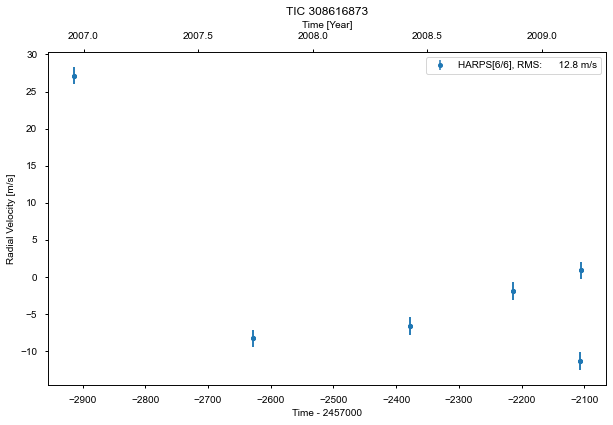 TIC 308616873
Time [Year]
2007.0 2007.5 2008.0 2008.5 2009.0
HARPS[6/6], RMS: 12.8 m/s
Radial Velocity [m/s]
30
25
20
15
10
5
0
−5
−10
−2900 −2800 −2700 −2600 −2500 −2400 −2300 −2200 −2100
Time - 2457000